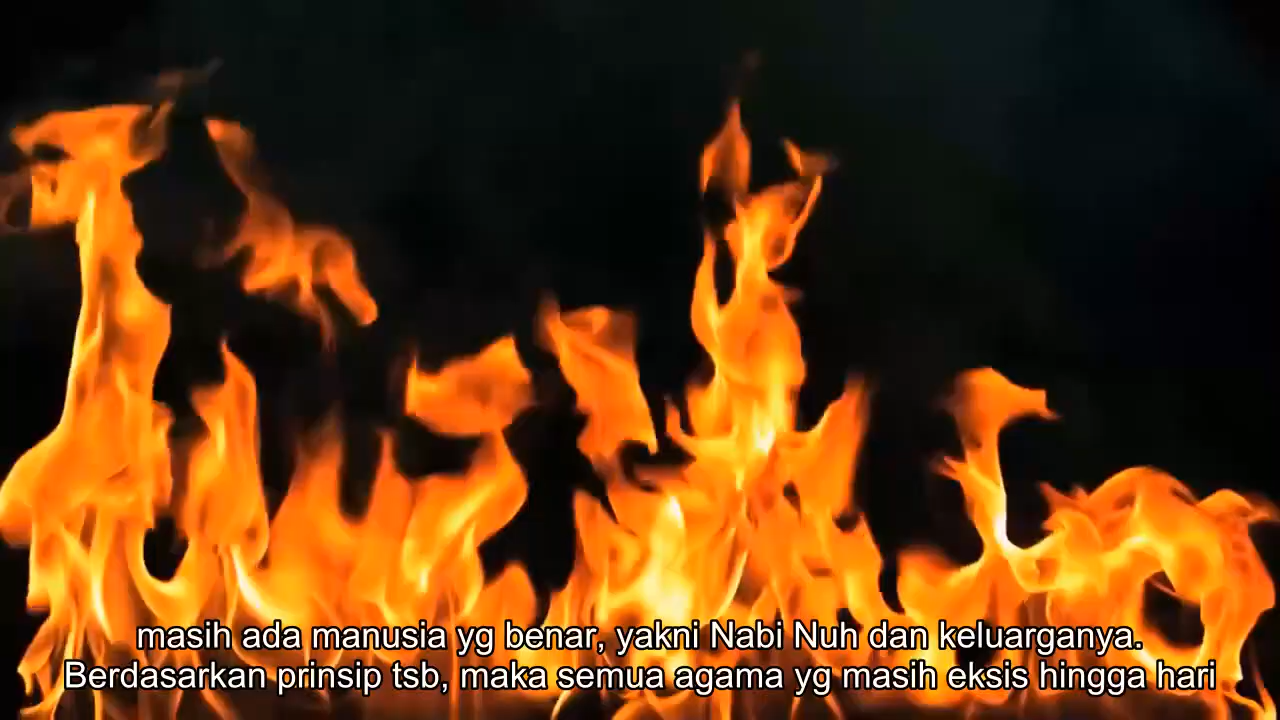 masih ada manusia yg benar, yakni Nabi Nuh dan keluarganya.
Berdasarkan prinsip tsb, maka semua agama yg masih eksis hingga hari